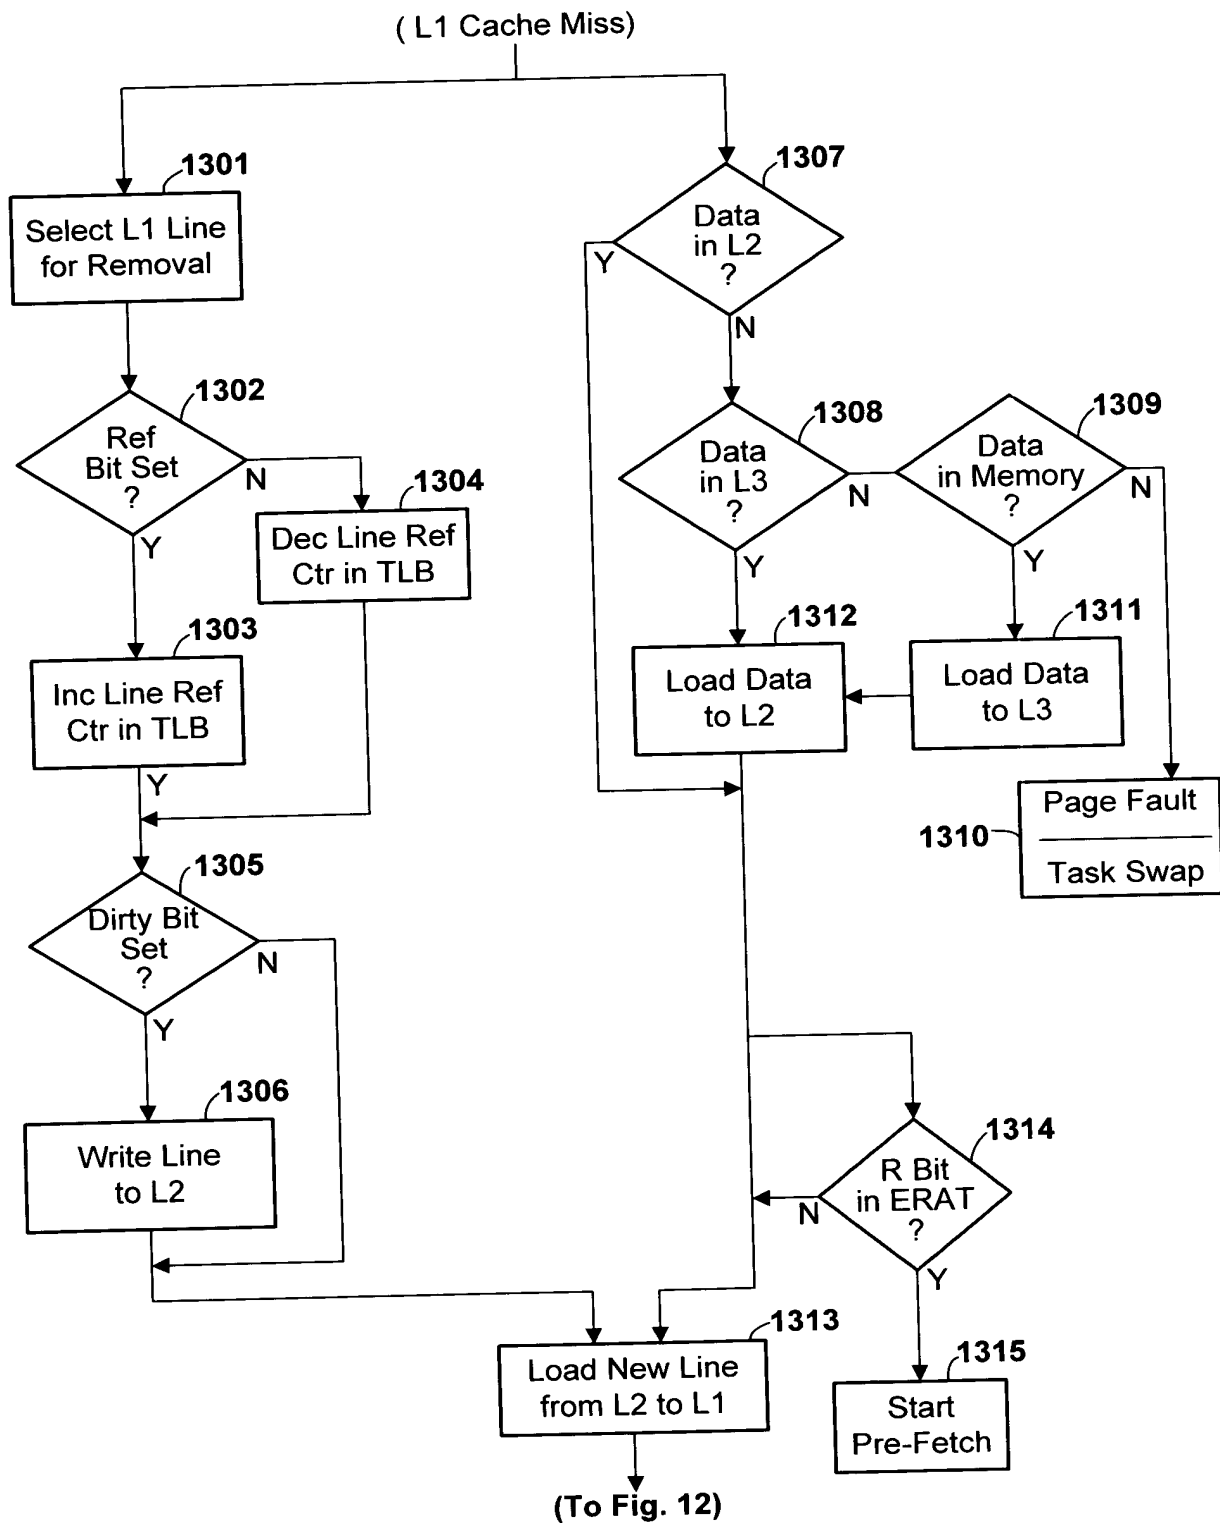 ( L1 Cache Miss)
1301
Select L1 Line
for Removal
1307
Data
in L2
?
Y
N
1302
Ref
Bit Set
?
N
Y
1304
Dec Line Ref
Ctr in TLB
1308
Data
in L3
?
N
Y
1309
Data
in Memory
?
N
Y
1303
Inc Line Ref
Ctr in TLB
Y
1312
Load Data
to L2
1311
Load Data
to L3
1310
Page Fault
Task Swap
1305
Dirty Bit
Set
?
N
Y
1306
Write Line
to L2
1314
R Bit
in ERAT
?
N
Y
1313
Load New Line
from L2 to L1
1315
Start
Pre-Fetch
(To Fig. 12)